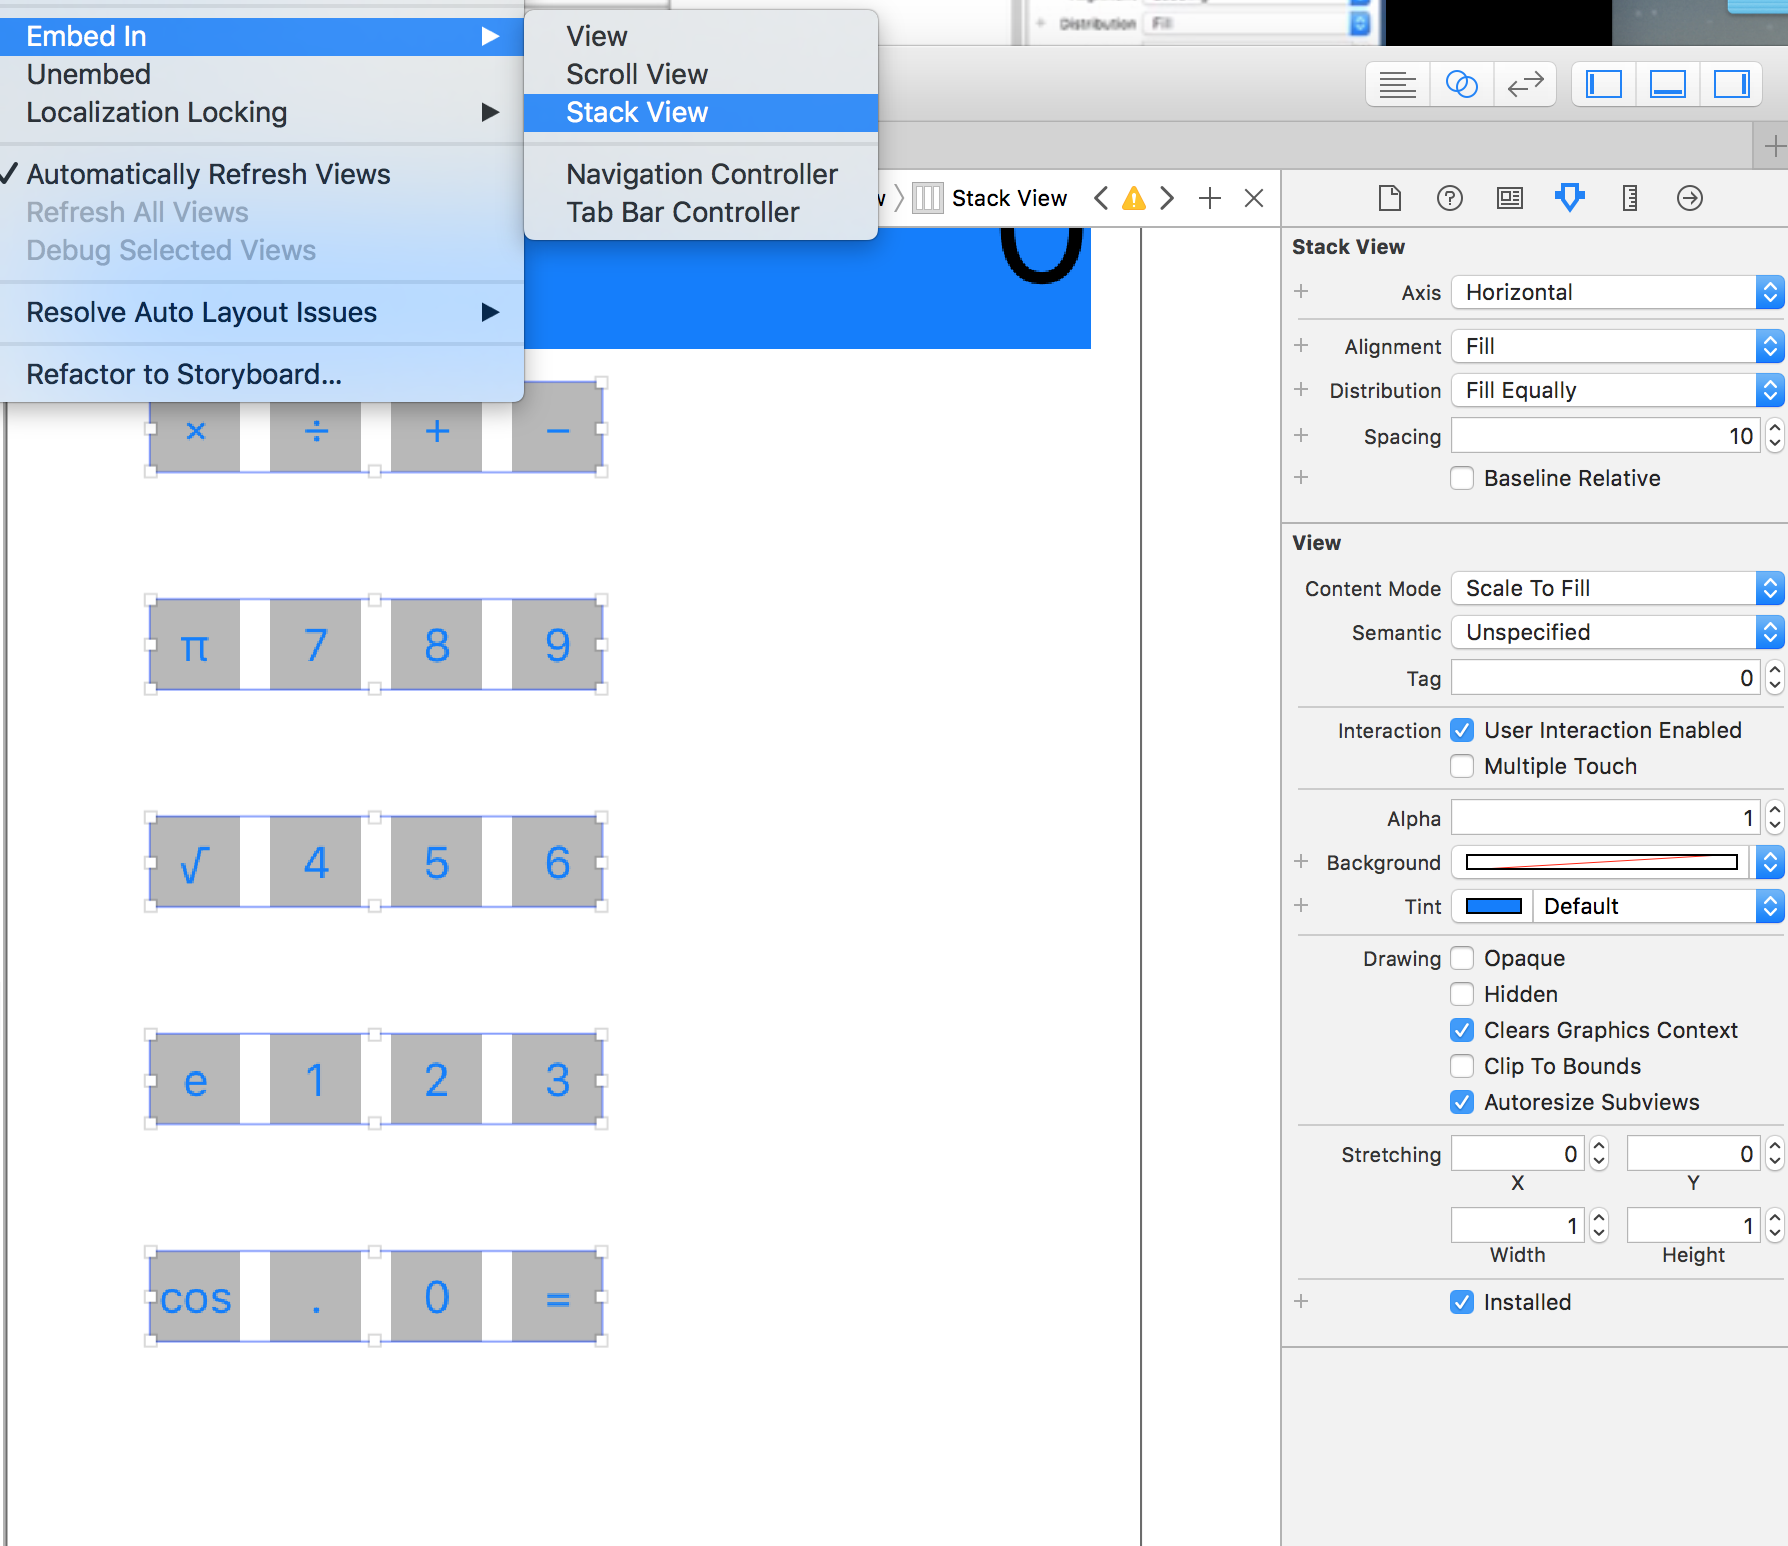 Distribution Fill
Embed In
Unembed
Localization Locking
Automatically Refresh Views
Refresh All Views
Debug Selected Views
Resolve Auto Layout Issues
Refactor to Storyboard...
View
Scroll View
Stack View
Navigation Controller
Tab Bar Controller
Stack View
0
× ÷ + −
π 7 8 9
√ 4 5 6
e 1 2 3
cos . 0 =
Stack View
Axis Horizontal
Alignment Fill
Distribution Fill Equally
Spacing 10
Baseline Relative
View
Content Mode Scale To Fill
Semantic Unspecified
Tag 0
Interaction User Interaction Enabled
Multiple Touch
Alpha 1
Background
Tint Default
Drawing Opaque
Hidden
Clears Graphics Context
Clip To Bounds
Autoresize Subviews
Stretching 0 0
X Y
1 1
Width Height
Installed